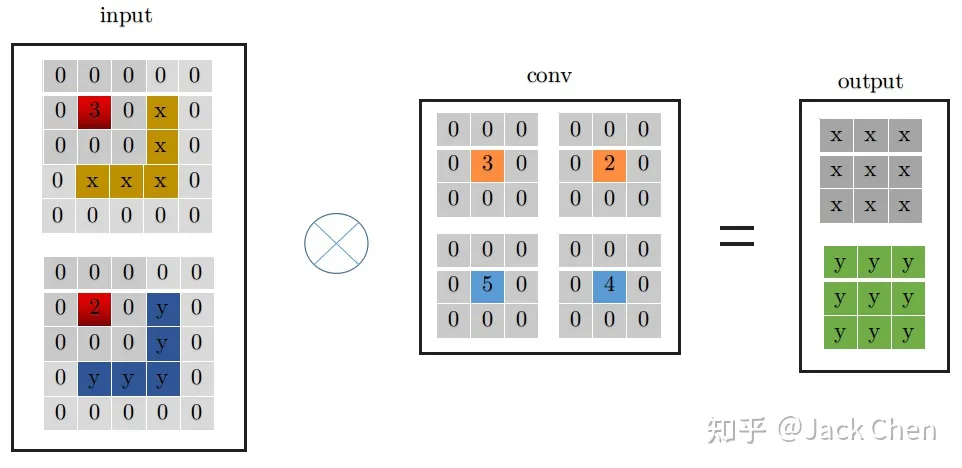 input
0 0 0 0 0
0 3 0 x 0
0 0 0 x 0
0 x x x 0
0 0 0 0 0
0 0 0 0 0
0 2 0 y 0
0 0 0 y 0
0 y y y 0
0 0 0 0 0
conv
0 0 0 0 0 0
0 3 0 0 2 0
0 0 0 0 0 0
0 0 0 0 0 0
0 5 0 0 4 0
0 0 0 0 0 0
=
output
x x x
x x x
x x x
y y y
y y y
y y y
知乎 @Jack Chen